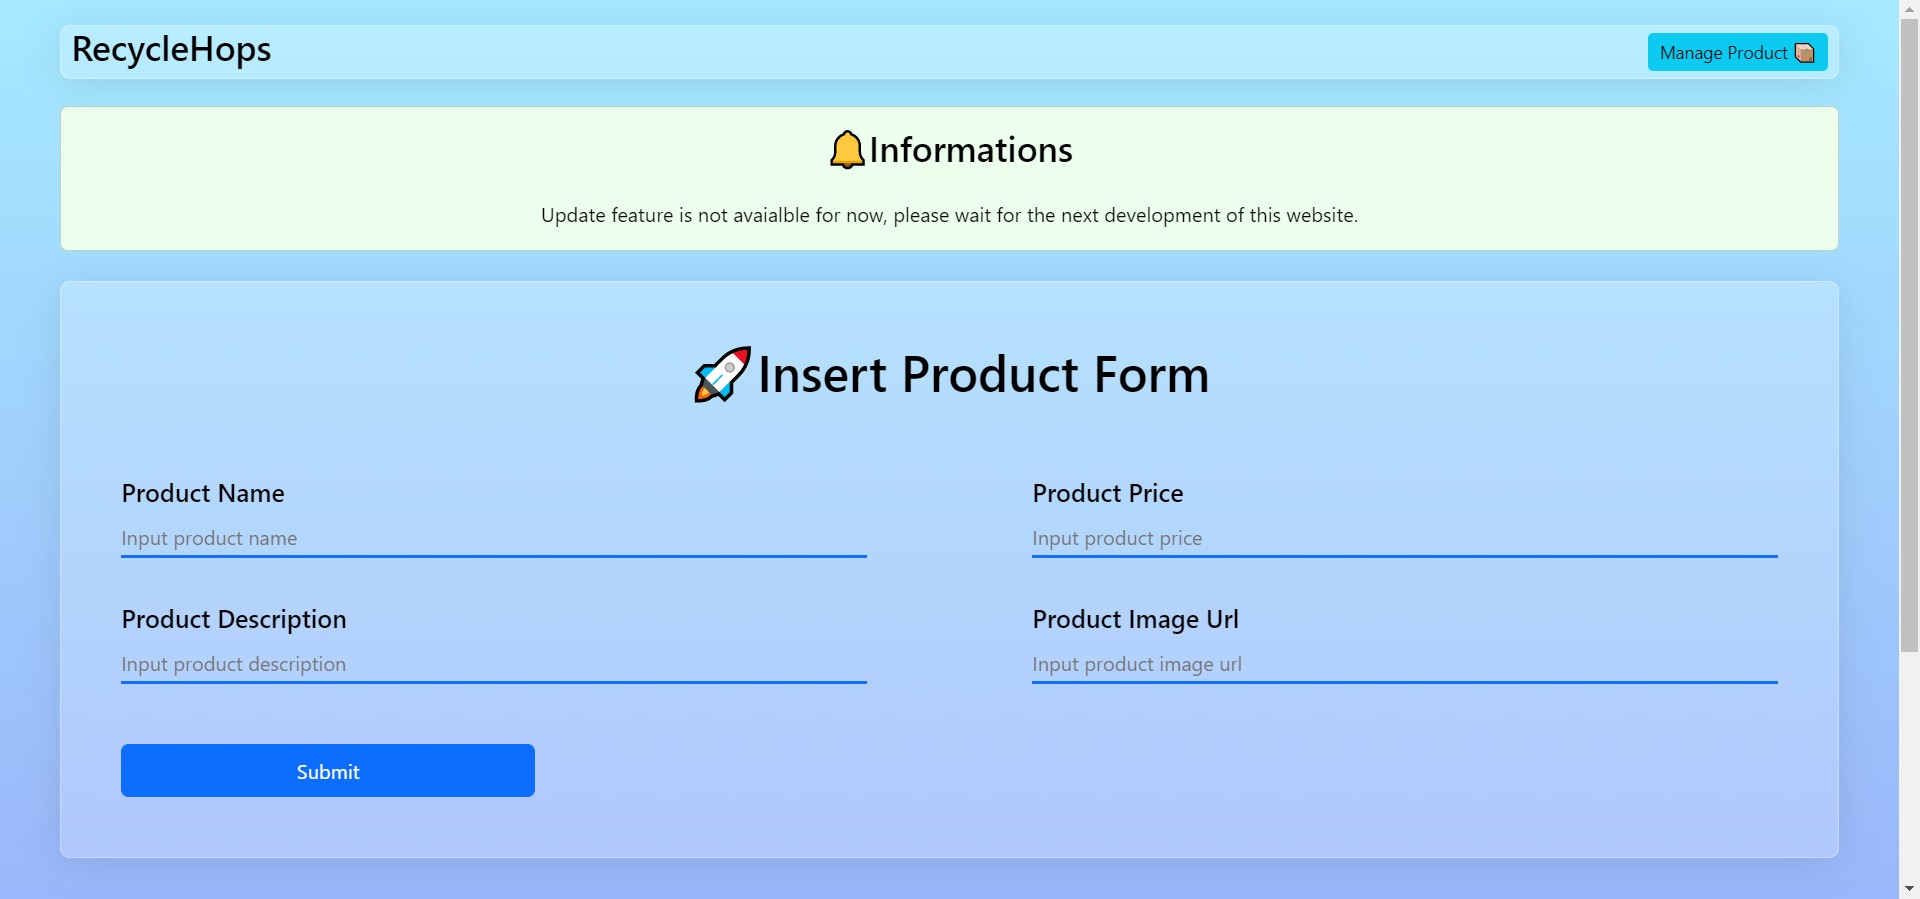 RecycleHops
Manage Product
Informations
Update feature is not avaialble for now, please wait for the next development of this website.
Insert Product Form
Product Name
Product Price
Input product name
Input product price
Product Description
Product Image Url
Input product description
Input product image url
Submit